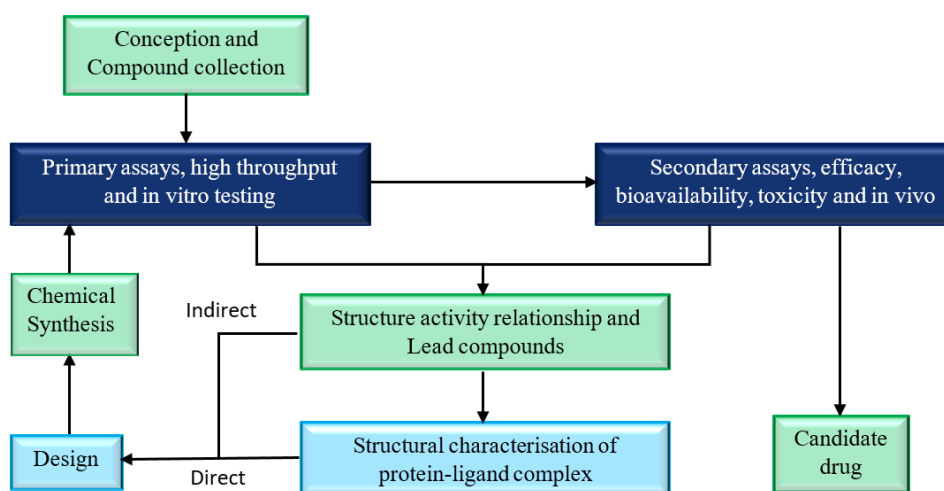 Conception and
Compound collection
Primary assays, high throughput
and in vitro testing
Secondary assays, efficacy,
bioavailability, toxicity and in vivo
Chemical
Synthesis
Indirect
Structure activity relationship and
Lead compounds
Design
Direct
Structural characterisation of
protein-ligand complex
Candidate
drug